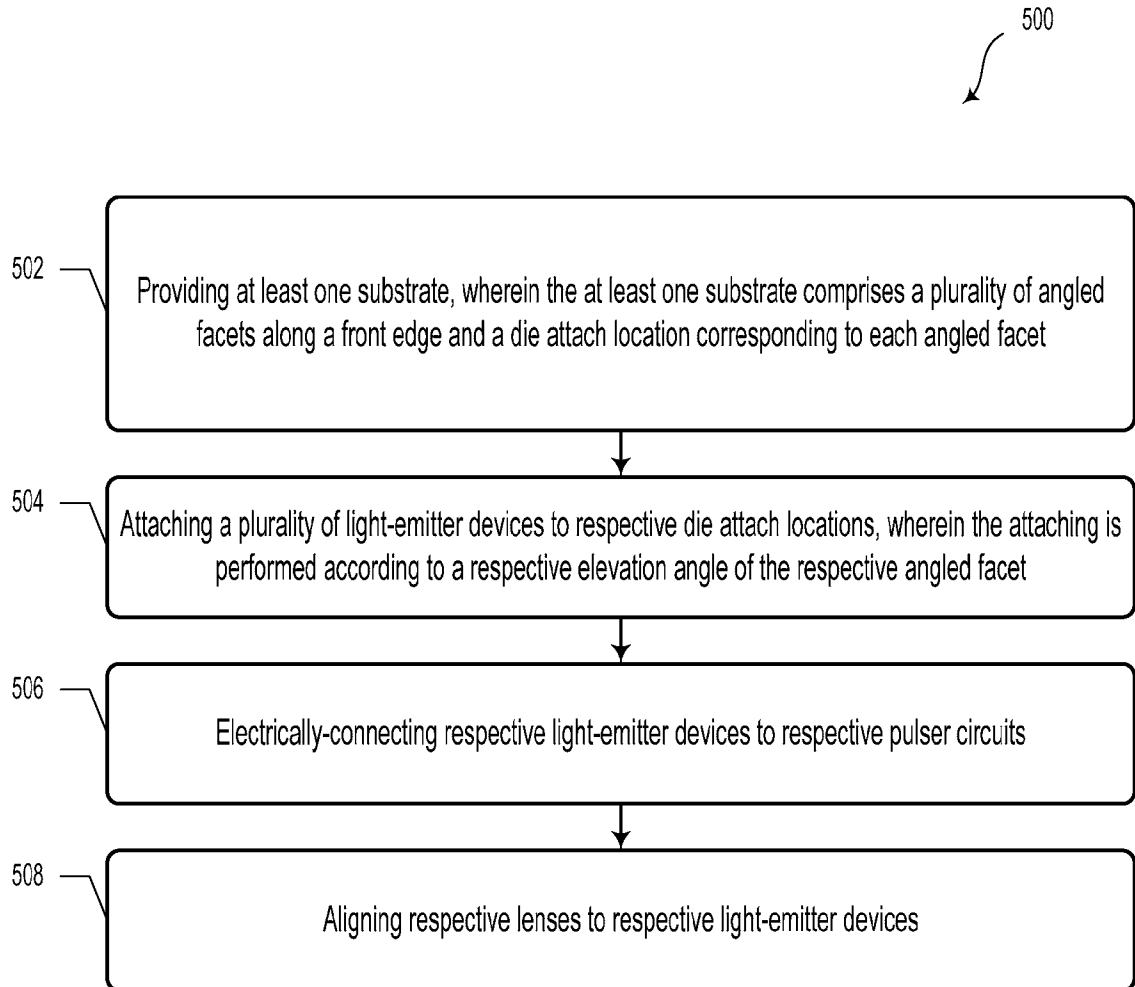 500
502
Providing at least one substrate, wherein the at least one substrate comprises a plurality of angled
facets along a front edge and a die attach location corresponding to each angled facet
504
Attaching a plurality of light-emitter devices to respective die attach locations, wherein the attaching is
performed according to a respective elevation angle of the respective angled facet
506
Electrically-connecting respective light-emitter devices to respective pulser circuits
508
Aligning respective lenses to respective light-emitter devices